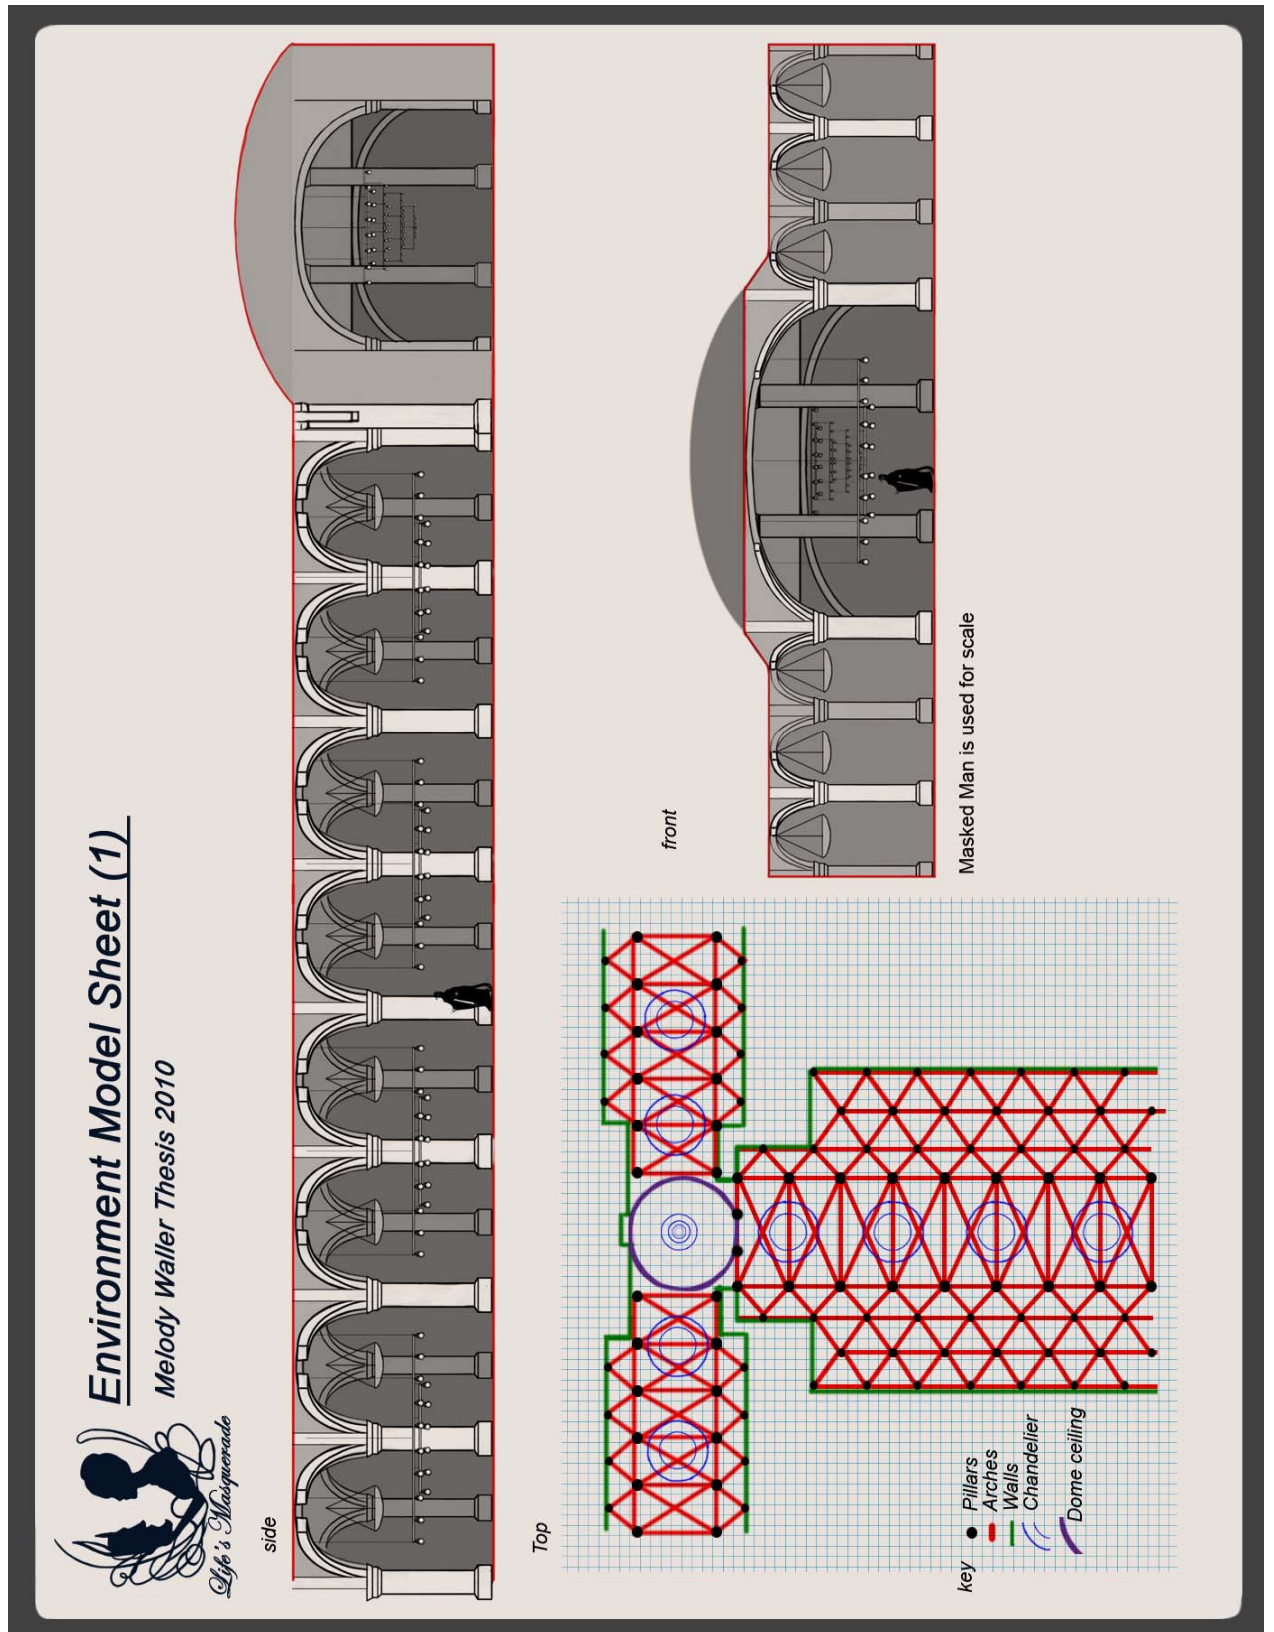 Environment Model Sheet (1)
Melody Waller Thesis 2010
Life's Masquerade
side
Top
front
Masked Man is used for scale
key
Pillars
Arches
Walls
Chandelier
Dome ceiling